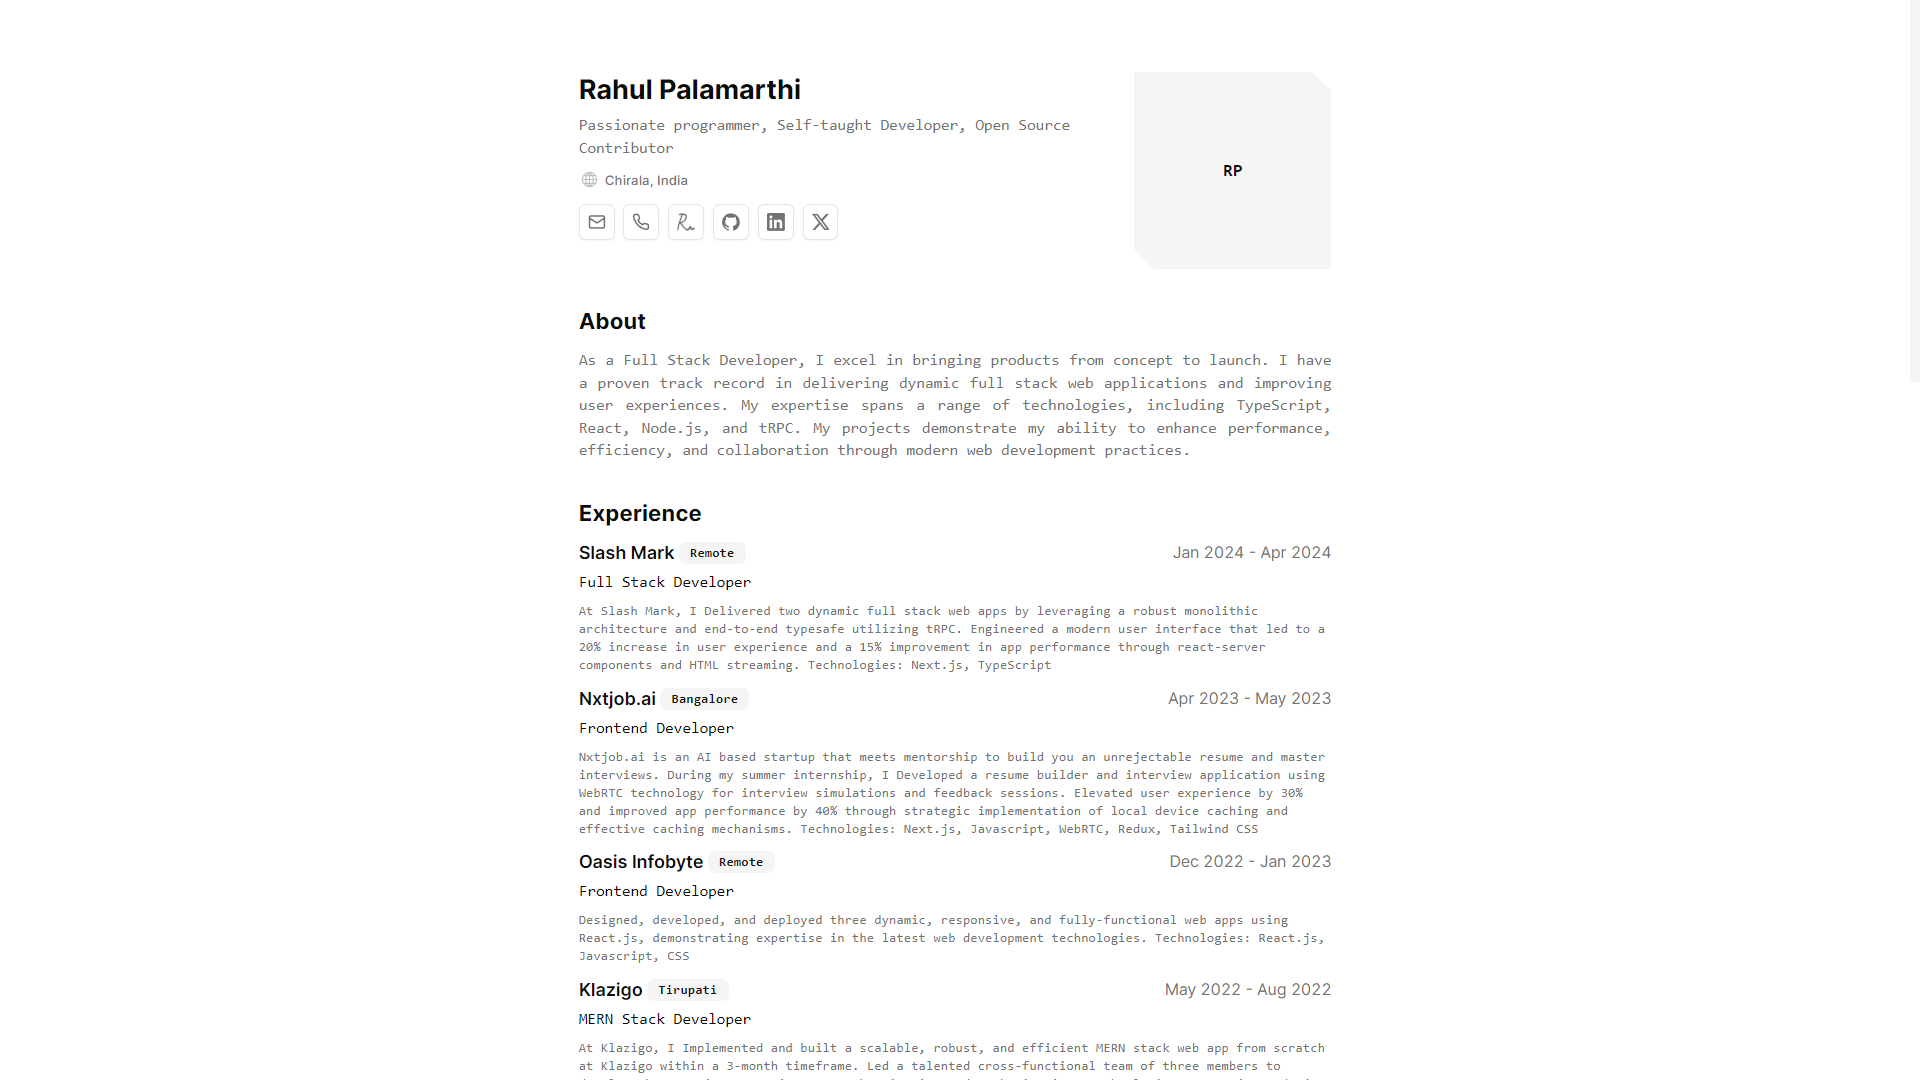 Rahul Palamarthi
Passionate programmer, Self-taught Developer, Open Source
Contributor
Chirala, India
RP
About
As a Full Stack Developer, I excel in bringing products from concept to launch. I have
a proven track record in delivering dynamic full stack web applications and improving
user experiences. My expertise spans a range of technologies, including TypeScript,
React, Node.js, and tRPC. My projects demonstrate my ability to enhance performance,
efficiency, and collaboration through modern web development practices.
Experience
Slash Mark Remote Jan 2024 - Apr 2024
Full Stack Developer
At Slash Mark, I Delivered two dynamic full stack web apps by leveraging a robust monolithic
architecture and end-to-end typesafe utilizing tRPC. Engineered a modern user interface that led to a
20% increase in user experience and a 15% improvement in app performance through react-server
components and HTML streaming. Technologies: Next.js, TypeScript
Nxtjob.ai Bangalore Apr 2023 - May 2023
Frontend Developer
Nxtjob.ai is an AI based startup that meets mentorship to build you an unrejectable resume and master
interviews. During my summer internship, I Developed a resume builder and interview application using
WebRTC technology for interview simulations and feedback sessions. Elevated user experience by 30%
and improved app performance by 40% through strategic implementation of local device caching and
effective caching mechanisms. Technologies: Next.js, Javascript, WebRTC, Redux, Tailwind CSS
Oasis Infobyte Remote Dec 2022 - Jan 2023
Frontend Developer
Designed, developed, and deployed three dynamic, responsive, and fully-functional web apps using
React.js, demonstrating expertise in the latest web development technologies. Technologies: React.js,
Javascript, CSS
Klazigo Tirupati May 2022 - Aug 2022
MERN Stack Developer
At Klazigo, I Implemented and built a scalable, robust, and efficient MERN stack web app from scratch
at Klazigo within a 3-month timeframe. Led a talented cross-functional team of three members to